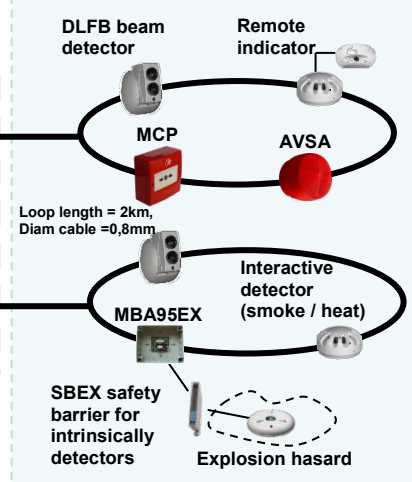 DLFB beam
detector
Remote
indicator
MCP
AVSA
Loop length = 2km,
Diam cable =0,8mm
Interactive
detector
(smoke / heat)
MBA95EX
SBEX safety
barrier for
intrinsically
detectors
Explosion hasard